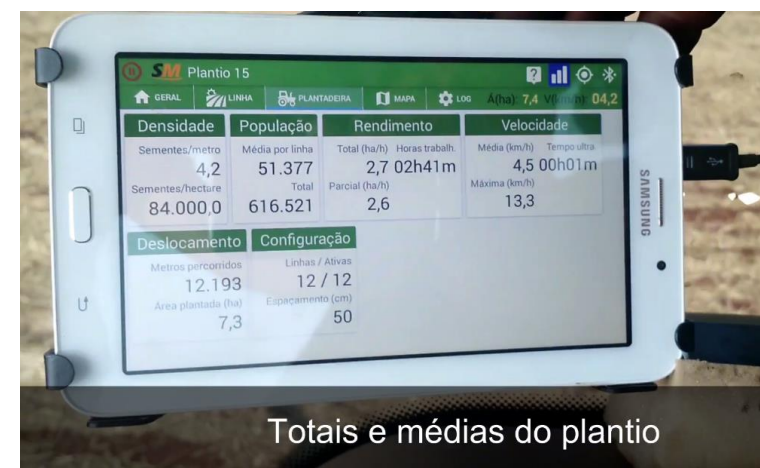 SM Plantio 15
GERAL LINHA PLANTADEIRA MAPA LOG Á(ha): 7,4 V(km/h): 04,2
Densidade População Rendimento Velocidade
Sementes/metro Média por linha Total (ha/h) Horas trabalh. Média (km/h) Tempo ultra.
4,2 51.377 2,7 02h41m 4,5 00h01m
Sementes/hectare Total Parcial (ha/h) Máxima (km/h)
84.000,0 616.521 2,6 13,3
Deslocamento Configuração
Metros percorridos Linhas / Ativas
12.193 12 / 12
Área plantada (ha) Espaçamento (cm)
7,3 50
SAMSUNG
Totais e médias do plantio